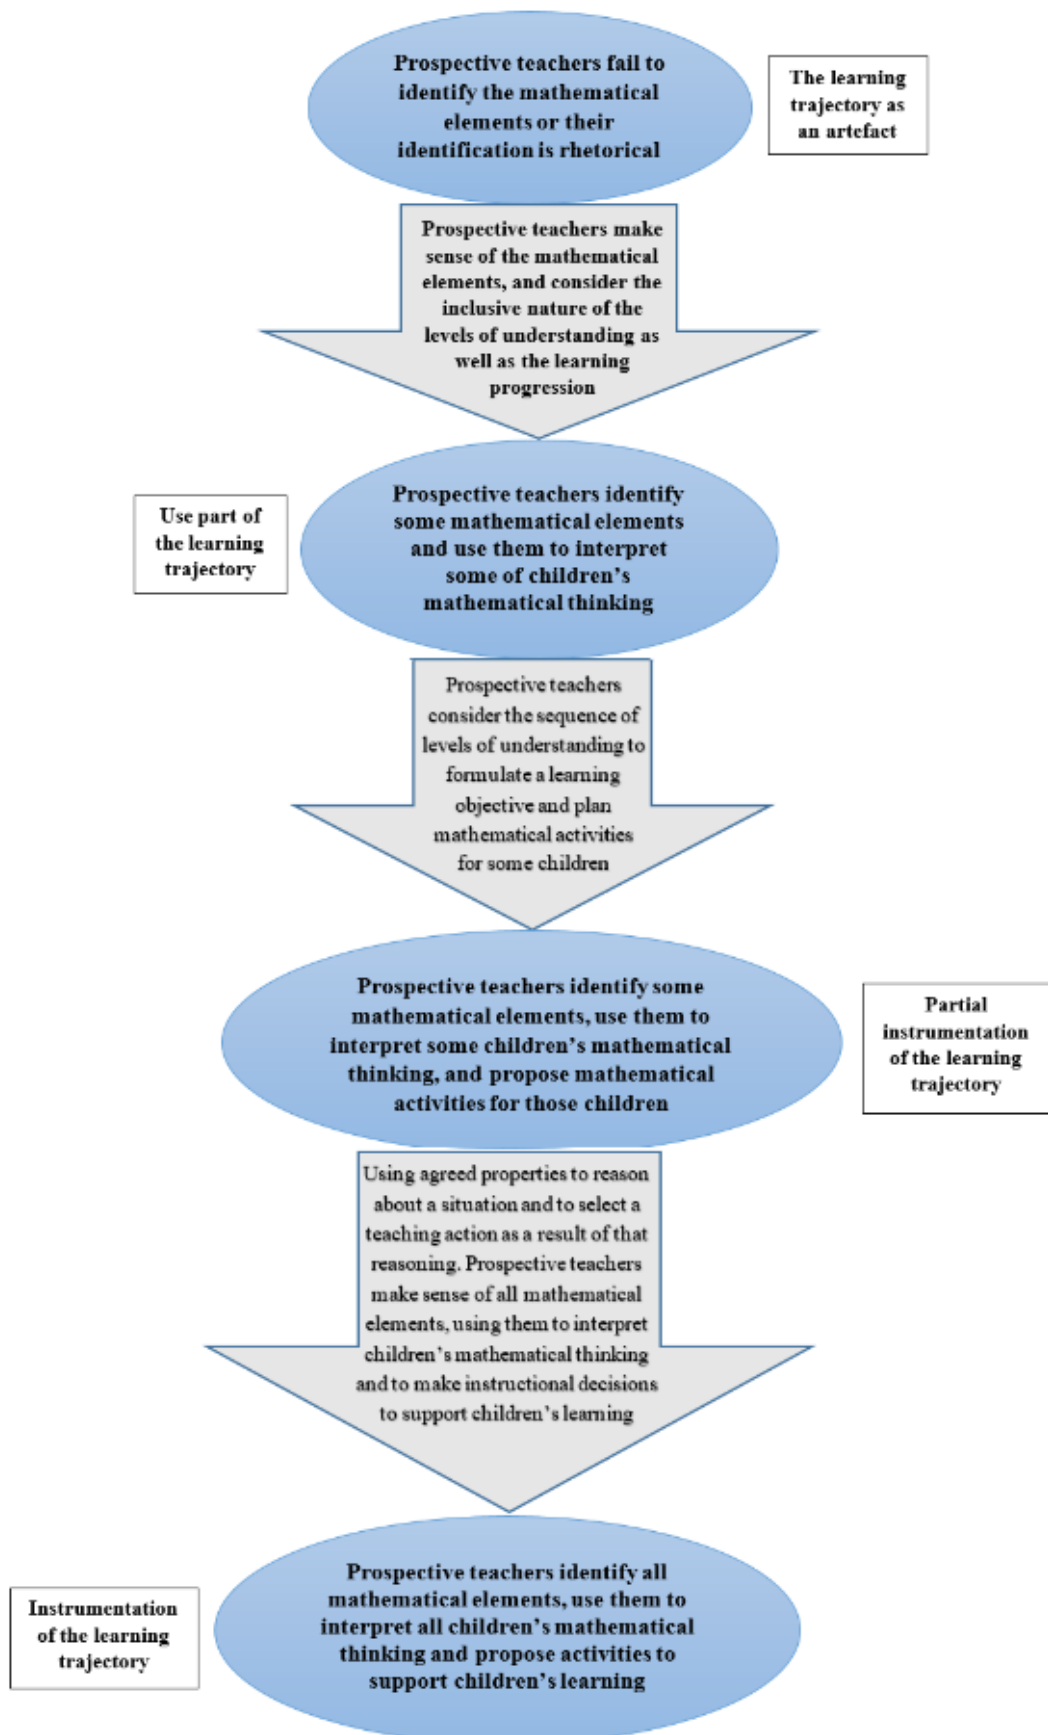 Prospective teachers fail to
identify the mathematical
elements or their
identification is rhetorical
The learning
trajectory as
an artefact
Prospective teachers make
sense of the mathematical
elements, and consider the
inclusive nature of the
levels of understanding as
well as the learning
progression
Use part of
the learning
trajectory
Prospective teachers identify
some mathematical elements
and use them to interpret
some of children’s
mathematical thinking
Prospective teachers
consider the sequence of
levels of understanding to
formulate a learning
objective and plan
mathematical activities
for some children
Prospective teachers identify some
mathematical elements, use them to
interpret some children’s mathematical
thinking, and propose mathematical
activities for those children
Partial
instrumentation
of the learning
trajectory
Using agreed properties to reason
about a situation and to select a
teaching action as a result of that
reasoning. Prospective teachers
make sense of all mathematical
elements, using them to interpret
children’s mathematical thinking
and to make instructional decisions
to support children’s learning
Instrumentation
of the learning
trajectory
Prospective teachers identify all
mathematical elements, use them to
interpret all children’s mathematical
thinking and propose activities to
support children’s learning